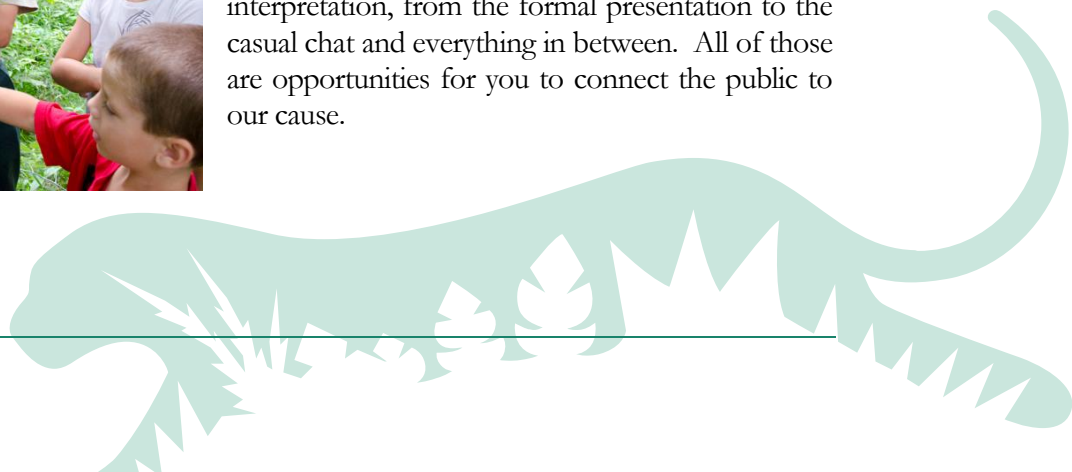 interpretation, from the formal presentation to the
casual chat and everything in between.  All of those
are opportunities for you to connect the public to
our cause.